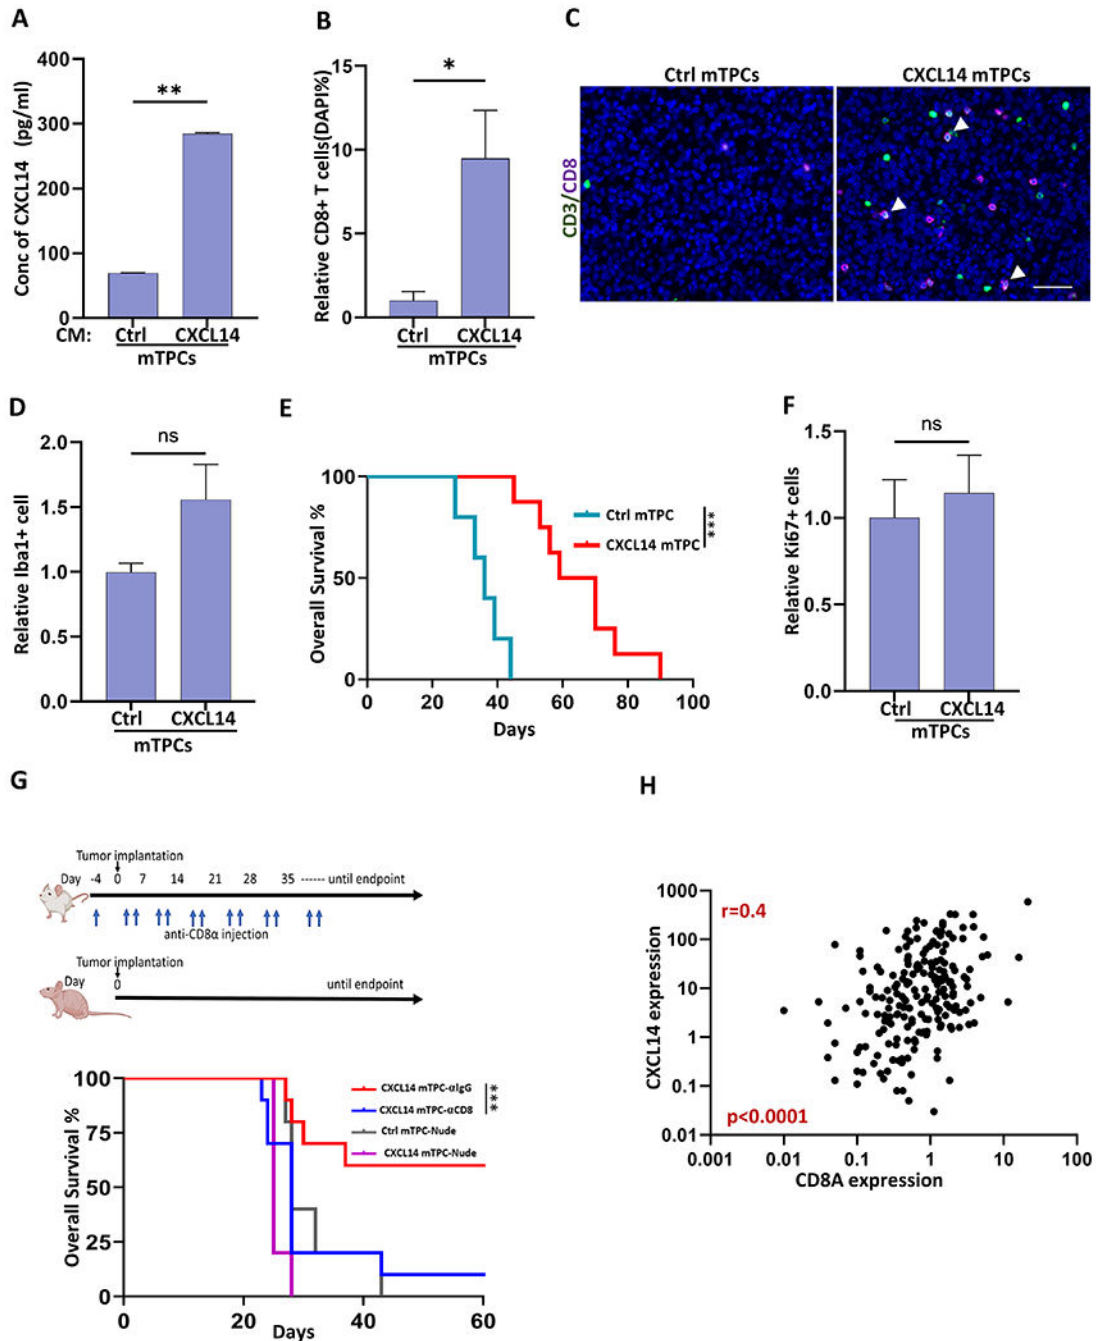 A
400
300
200
100
0
Conc of CXCL14 (pg/ml)
**
CM: Ctrl CXCL14
mTPCs
B
15
10
5
0
Relative CD8+ T cells(DAPI%)
*
Ctrl CXCL14
mTPCs
C
Ctrl mTPCs CXCL14 mTPCs
CD3/CD8
D
2.0
1.5
1.0
0.5
0.0
Relative Iba1+ cell
ns
Ctrl CXCL14
mTPCs
E
100
50
0
Overall Survival %
0 20 40 60 80 100
Days
Ctrl mTPC
CXCL14 mTPC
***
F
1.5
1.0
0.5
0.0
Relative Ki67+ cells
ns
Ctrl CXCL14
mTPCs
G
Tumor implantation
Day -4 0 7 14 21 28 35 ------ until endpoint
anti-CD8α injection
Tumor implantation
Day 0 until endpoint
100
75
50
25
0
Overall Survival %
0 20 40 60
Days
CXCL14 mTPC-αIgG
CXCL14 mTPC-αCD8
Ctrl mTPC-Nude
CXCL14 mTPC-Nude
***
H
1000
100
10
1
0.1
0.01
CXCL14 expression
r=0.4
p<0.0001
0.001 0.01 0.1 1 10 100
CD8A expression